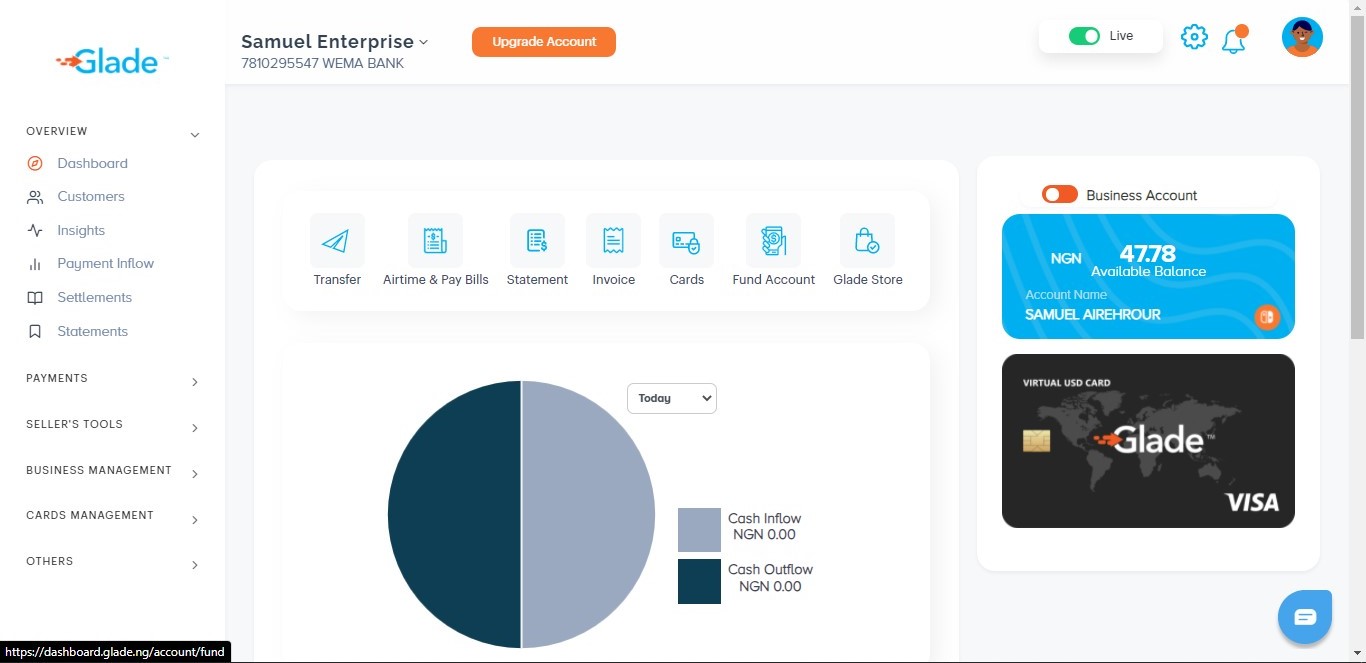 Glade™
OVERVIEW
Dashboard
Customers
Insights
Payment Inflow
Settlements
Statements
PAYMENTS
SELLER'S TOOLS
BUSINESS MANAGEMENT
CARDS MANAGEMENT
OTHERS
Samuel Enterprise
7810295547 WEMA BANK
Upgrade Account
Live
Transfer
Airtime & Pay Bills
Statement
Invoice
Cards
Fund Account
Glade Store
Today
Cash Inflow
NGN 0.00
Cash Outflow
NGN 0.00
Business Account
NGN 47.78
Available Balance
Account Name
SAMUEL AIREHROUR
VIRTUAL USD CARD
Glade™
VISA
https://dashboard.glade.ng/account/fund